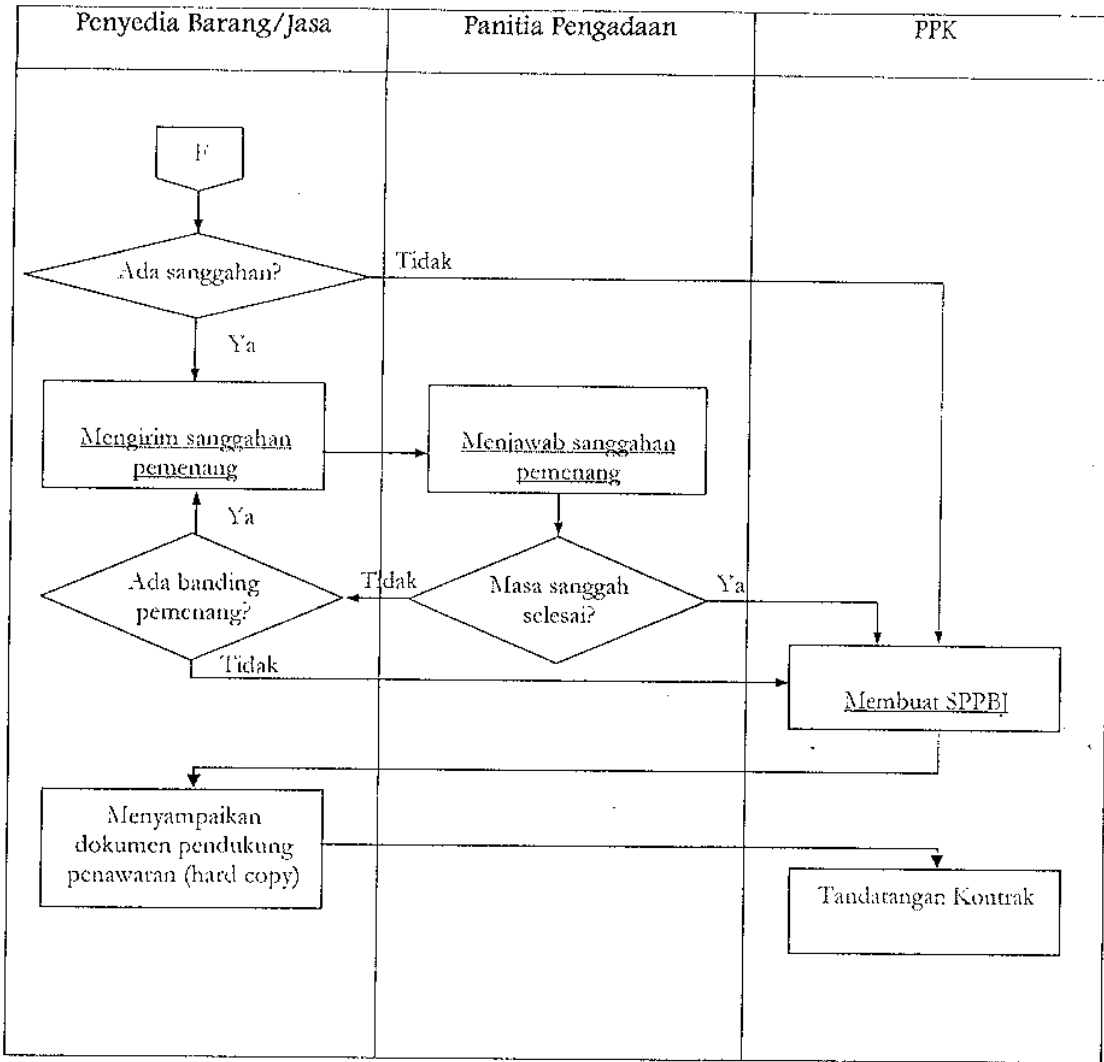 Penyedia Barang/Jasa
Panitia Pengadaan
PPK
F
Ada sanggahan?
Tidak
Ya
Mengirim sanggahan
pemenang
Menjawab sanggahan
pemenang
Ya
Ada banding
pemenang?
Tidak
Masa sanggah
selesai?
Ya
Tidak
Membuat SPPBJ
Menyampaikan
dokumen pendukung
penawaran (hard copy)
Tandatangan Kontrak